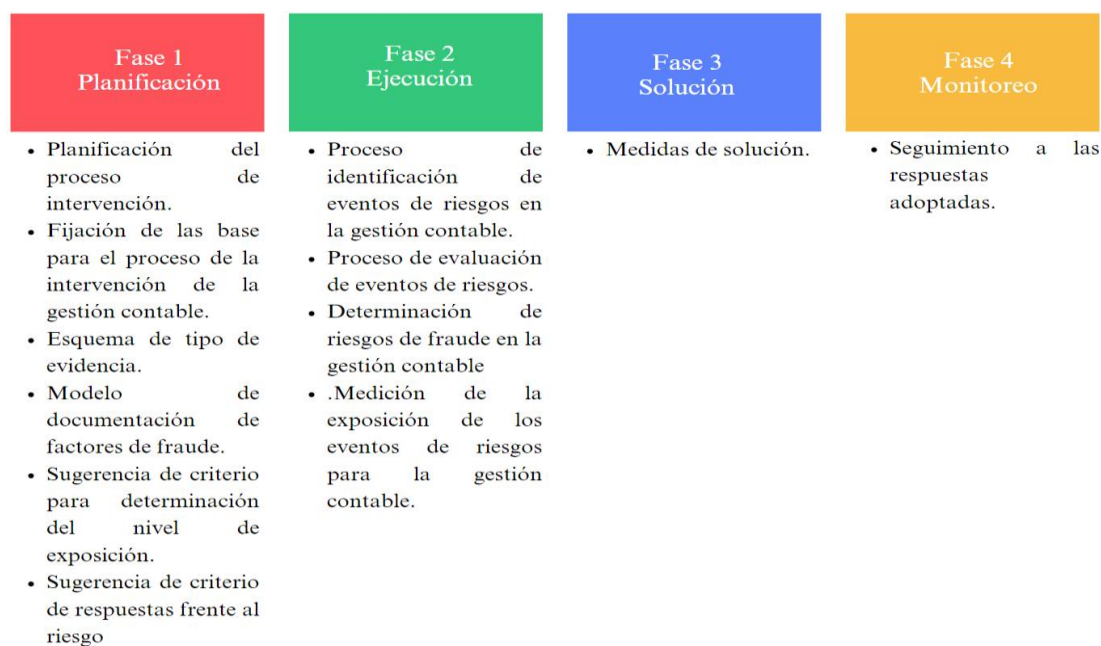 Fase 1
Planificación
• Planificación del
proceso de
intervención.
• Fijación de las base
para el proceso de la
intervención de la
gestión contable.
• Esquema de tipo de
evidencia.
• Modelo de
documentación de
factores de fraude.
• Sugerencia de criterio
para determinación
del nivel de
exposición.
• Sugerencia de criterio
de respuestas frente al
riesgo
Fase 2
Ejecución
• Proceso de
identificación de
eventos de riesgos en
la gestión contable.
• Proceso de evaluación
de eventos de riesgos.
• Determinación de
riesgos de fraude en la
gestión contable
• .Medición de la
exposición de los
eventos de riesgos
para la gestión
contable.
Fase 3
Solución
• Medidas de solución.
Fase 4
Monitoreo
• Seguimiento a las
respuestas
adoptadas.